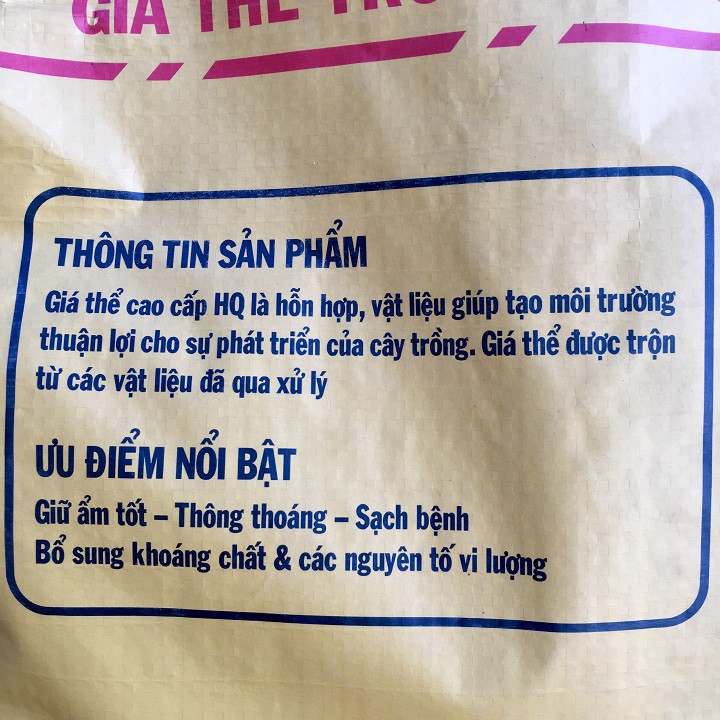 GIÁ THỂ
THÔNG TIN SẢN PHẨM
Giá thể cao cấp HQ là hỗn hợp, vật liệu giúp tạo môi trường
thuận lợi cho sự phát triển của cây trồng. Giá thể được trộn
từ các vật liệu đã qua xử lý
ƯU ĐIỂM NỔI BẬT
Giữ ẩm tốt – Thông thoáng – Sạch bệnh
Bổ sung khoáng chất & các nguyên tố vi lượng